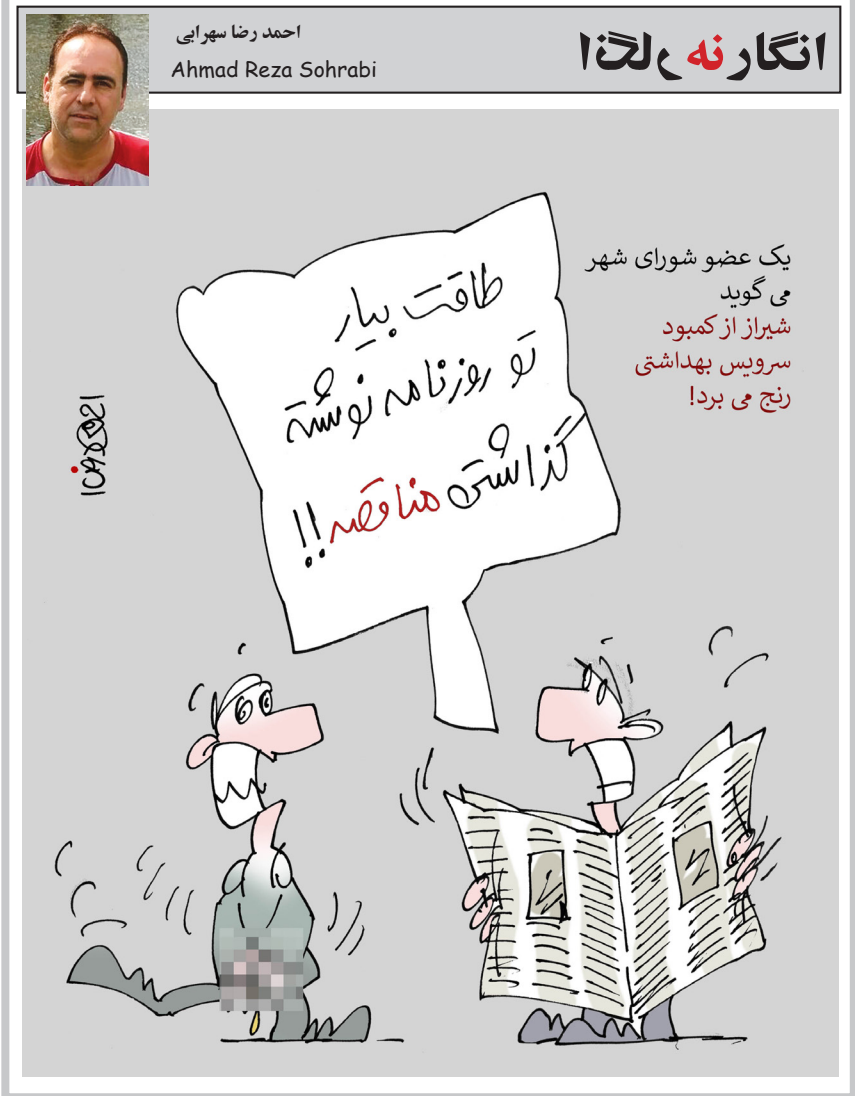 احمد رضا سهرابی
Ahmad Reza Sohrabi
انگار نه انگار
یک عضو شورای شهر
می گوید
شیراز از کمبود
سرویس بهداشتی
رنج می برد!
طاقت بیار
تو روزنامه نوشته
گذاشتن مناقصه!!